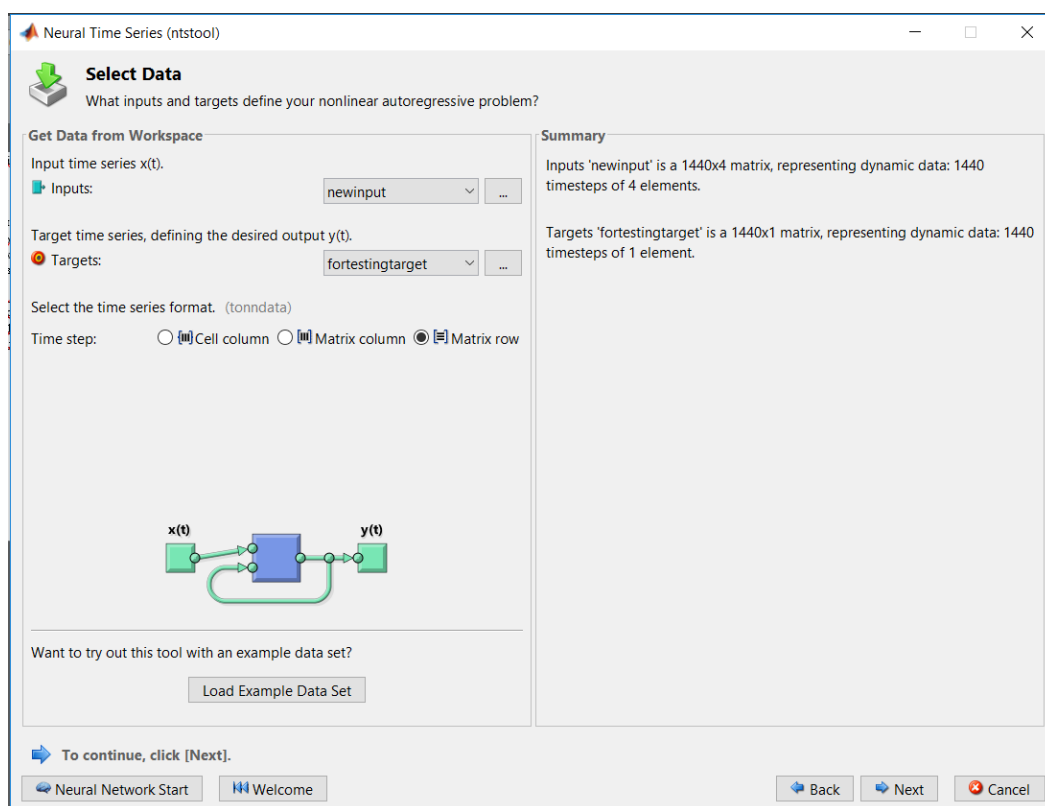 Neural Time Series (ntstool)
Select Data
What inputs and targets define your nonlinear autoregressive problem?
Get Data from Workspace
Input time series x(t).
Inputs:
newinput
...
Target time series, defining the desired output y(t).
Targets:
fortestingtarget
...
Select the time series format. (tonndata)
Time step:
Cell column
Matrix column
Matrix row
x(t)
y(t)
Want to try out this tool with an example data set?
Load Example Data Set
Summary
Inputs 'newinput' is a 1440x4 matrix, representing dynamic data: 1440
timesteps of 4 elements.
Targets 'fortestingtarget' is a 1440x1 matrix, representing dynamic data: 1440
timesteps of 1 element.
To continue, click [Next].
Neural Network Start
Welcome
Back
Next
Cancel